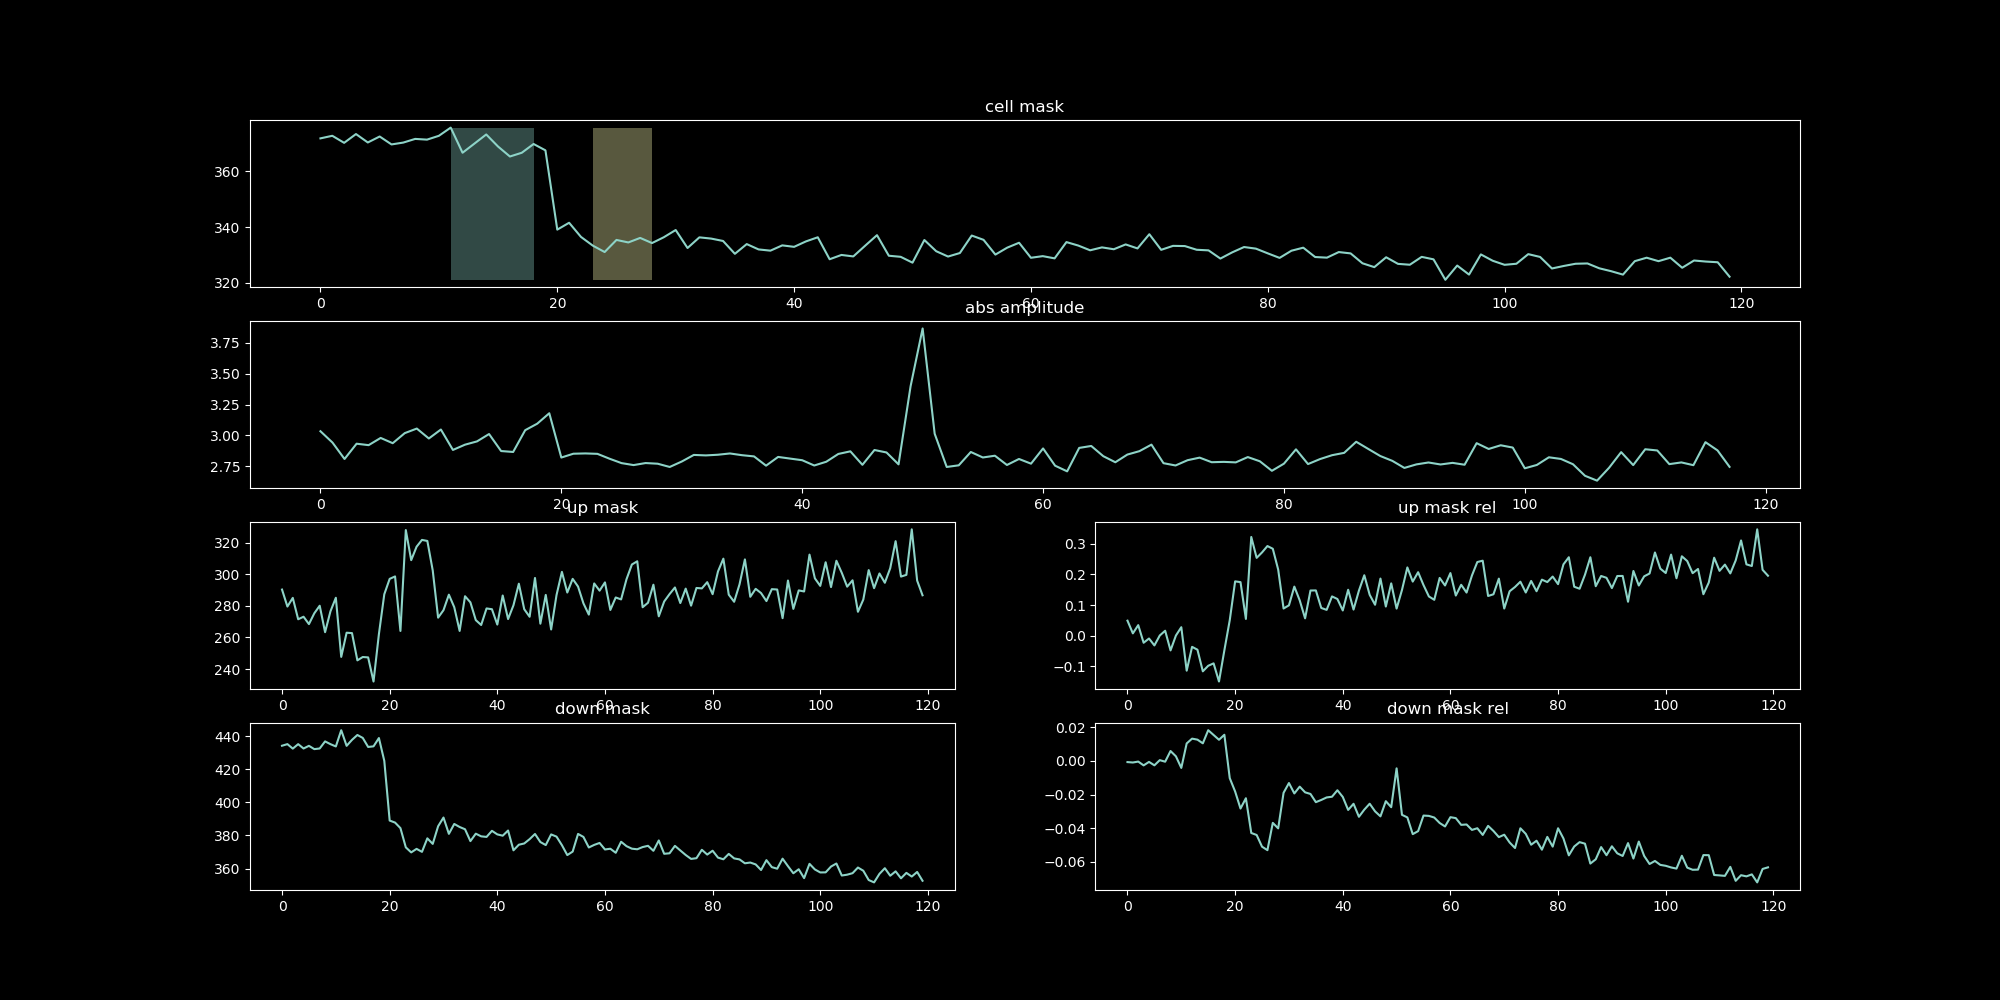 cell mask
360
340
320
0 20 40 60 80 100 120
abs amplitude
3.75
3.50
3.25
3.00
2.75
0 20 40 60 80 100 120
up mask
320
300
280
260
240
0 20 40 60 80 100 120
up mask rel
0.3
0.2
0.1
0.0
−0.1
0 20 40 60 80 100 120
down mask
440
420
400
380
360
0 20 40 60 80 100 120
down mask rel
0.02
0.00
−0.02
−0.04
−0.06
0 20 40 60 80 100 120